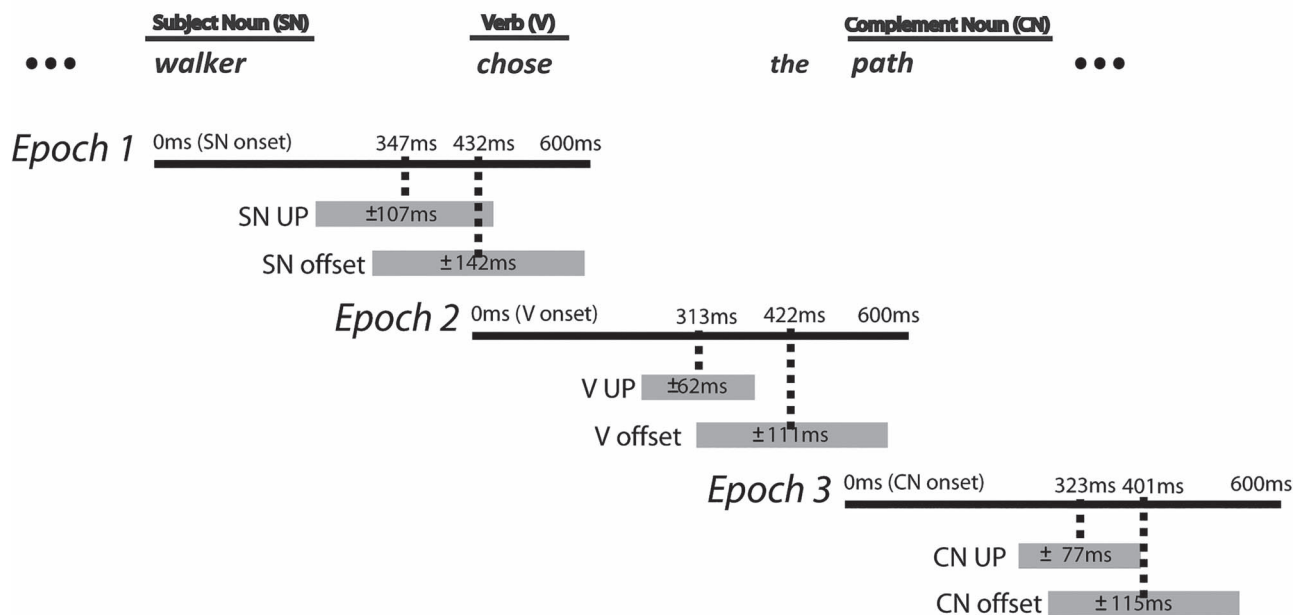 Subject Noun (SN) Verb (V) Complement Noun (CN)
••• walker chose the path •••
Epoch 1 0ms (SN onset) 347ms 432ms 600ms
SN UP ±107ms
SN offset ±142ms
Epoch 2 0ms (V onset) 313ms 422ms 600ms
V UP ±62ms
V offset ±111ms
Epoch 3 0ms (CN onset) 323ms 401ms 600ms
CN UP ± 77ms
CN offset ±115ms